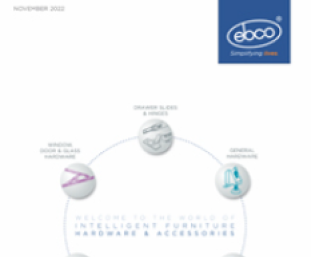 NOVEMBER 2022
ebco
Simplifying lives
DRAWER SLIDES
& HINGES
WINDOW,
DOOR & GLASS
HARDWARE
GENERAL
HARDWARE
WELCOME TO THE WORLD OF
INTELLIGENT FURNITURE
HARDWARE & ACCESSORIES